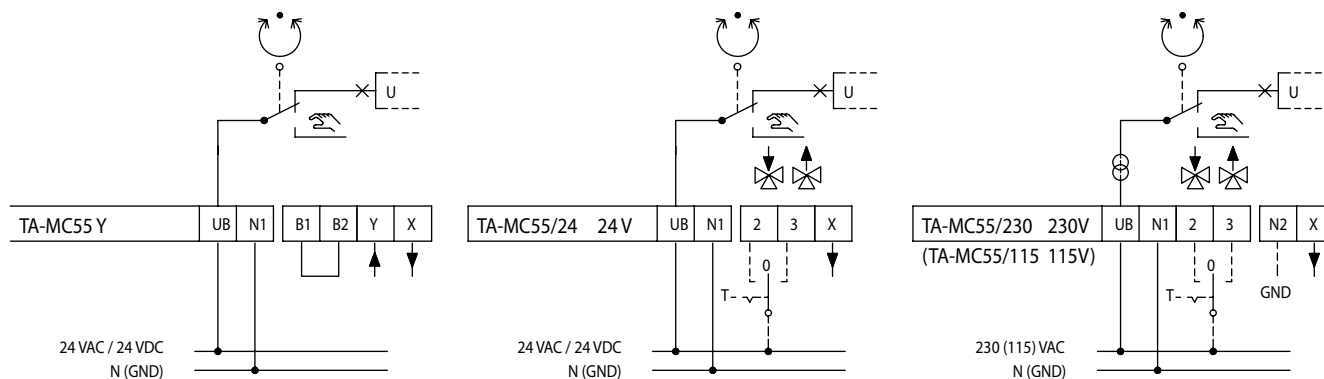 U
TA-MC55 Y UB N1 B1 B2 Y X
24 VAC / 24 VDC
N (GND)
U
TA-MC55/24 24 V UB N1 2 3 X
0
T
24 VAC / 24 VDC
N (GND)
U
TA-MC55/230 230V UB N1 2 3 N2 X
(TA-MC55/115 115V)
0
GND
T
230 (115) VAC
N (GND)